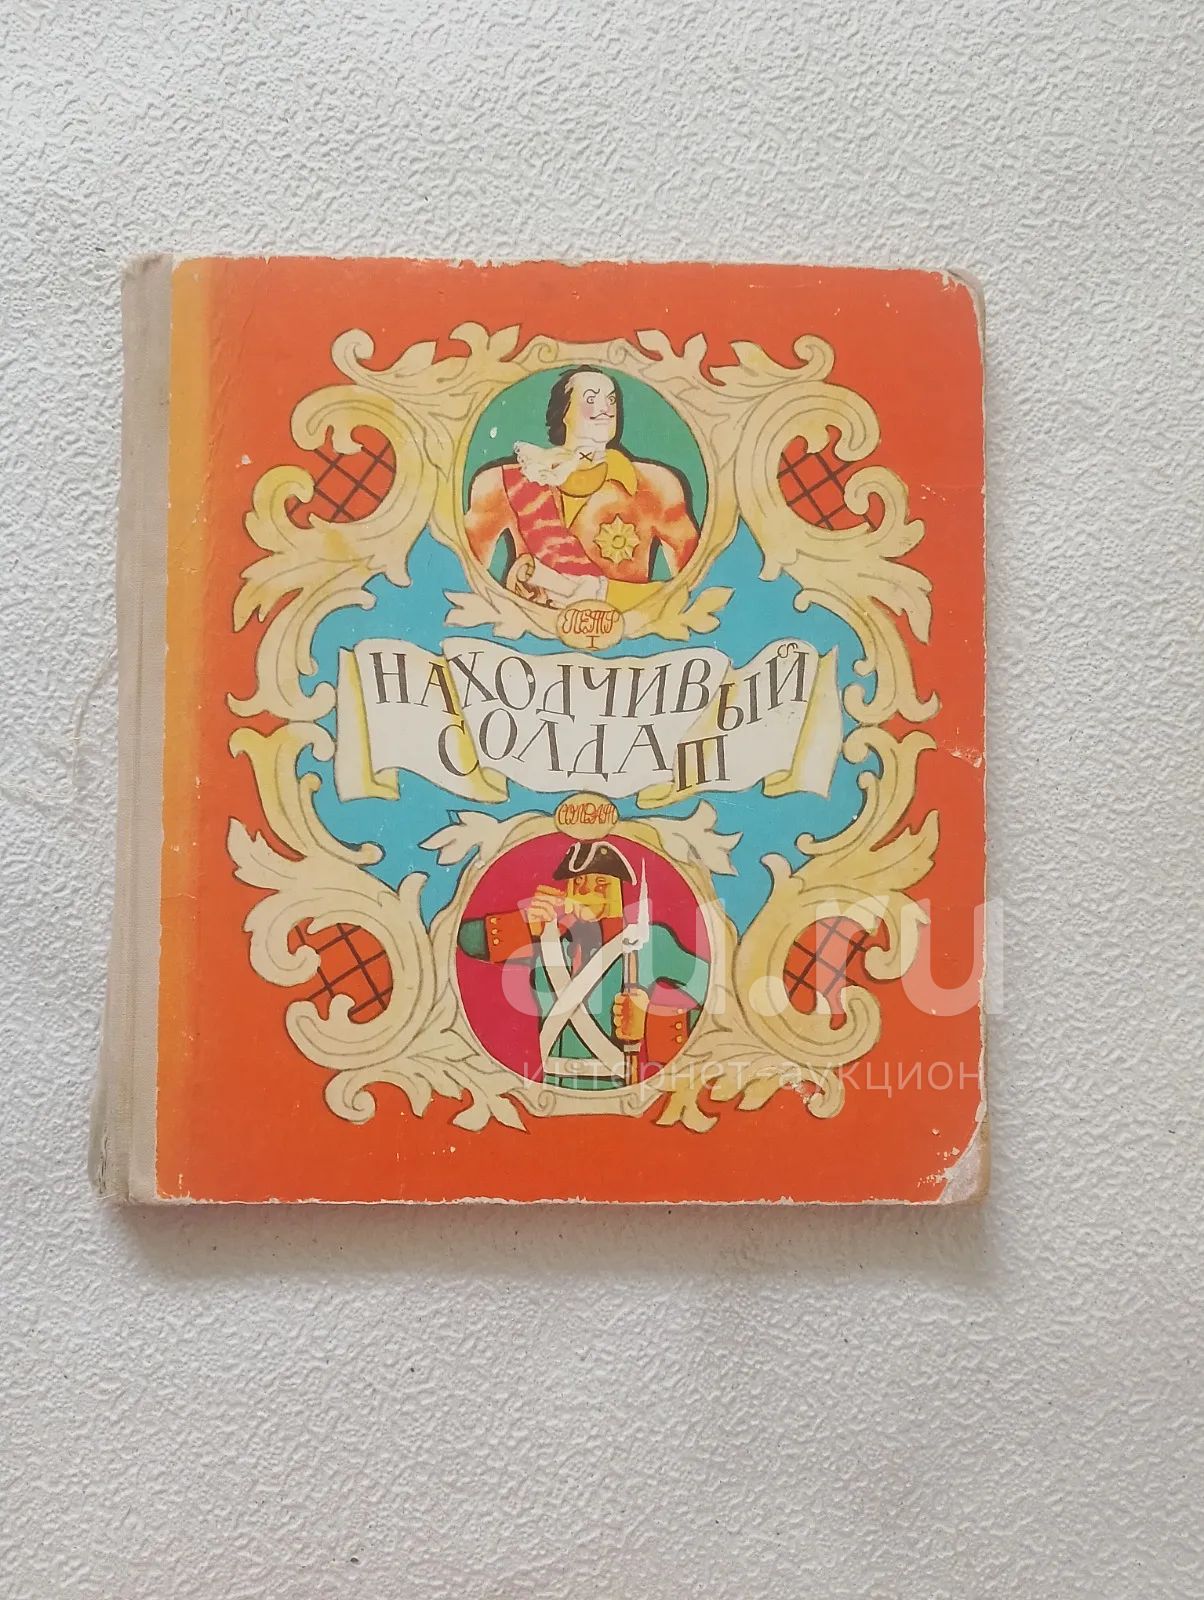 ПЕТР
I
НАХОДЧИВЫЙ
СОЛДАТ
СОЛДАТ
au.ru
интернет-аукцион